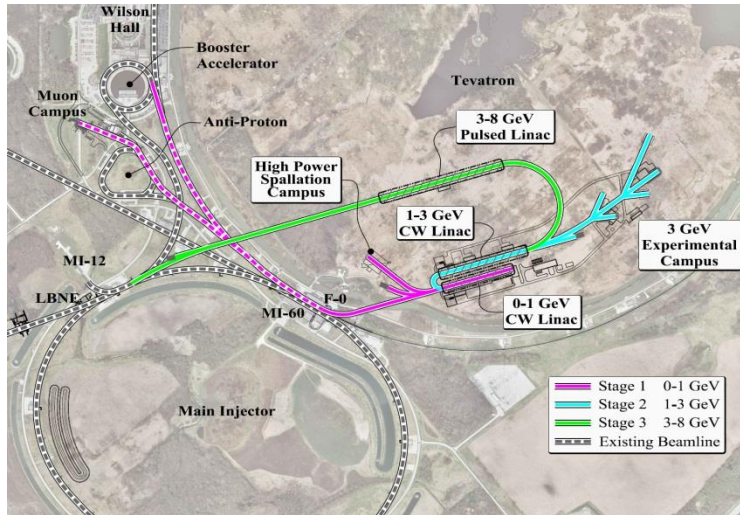 Wilson
Hall
Booster
Accelerator
Muon
Campus
Anti-Proton
Tevatron
3-8 GeV
Pulsed Linac
High Power
Spallation
Campus
1-3 GeV
CW Linac
3 GeV
Experimental
Campus
MI-12
LBNE
F-0
MI-60
0-1 GeV
CW Linac
Main Injector
Stage 1 0-1 GeV
Stage 2 1-3 GeV
Stage 3 3-8 GeV
Existing Beamline